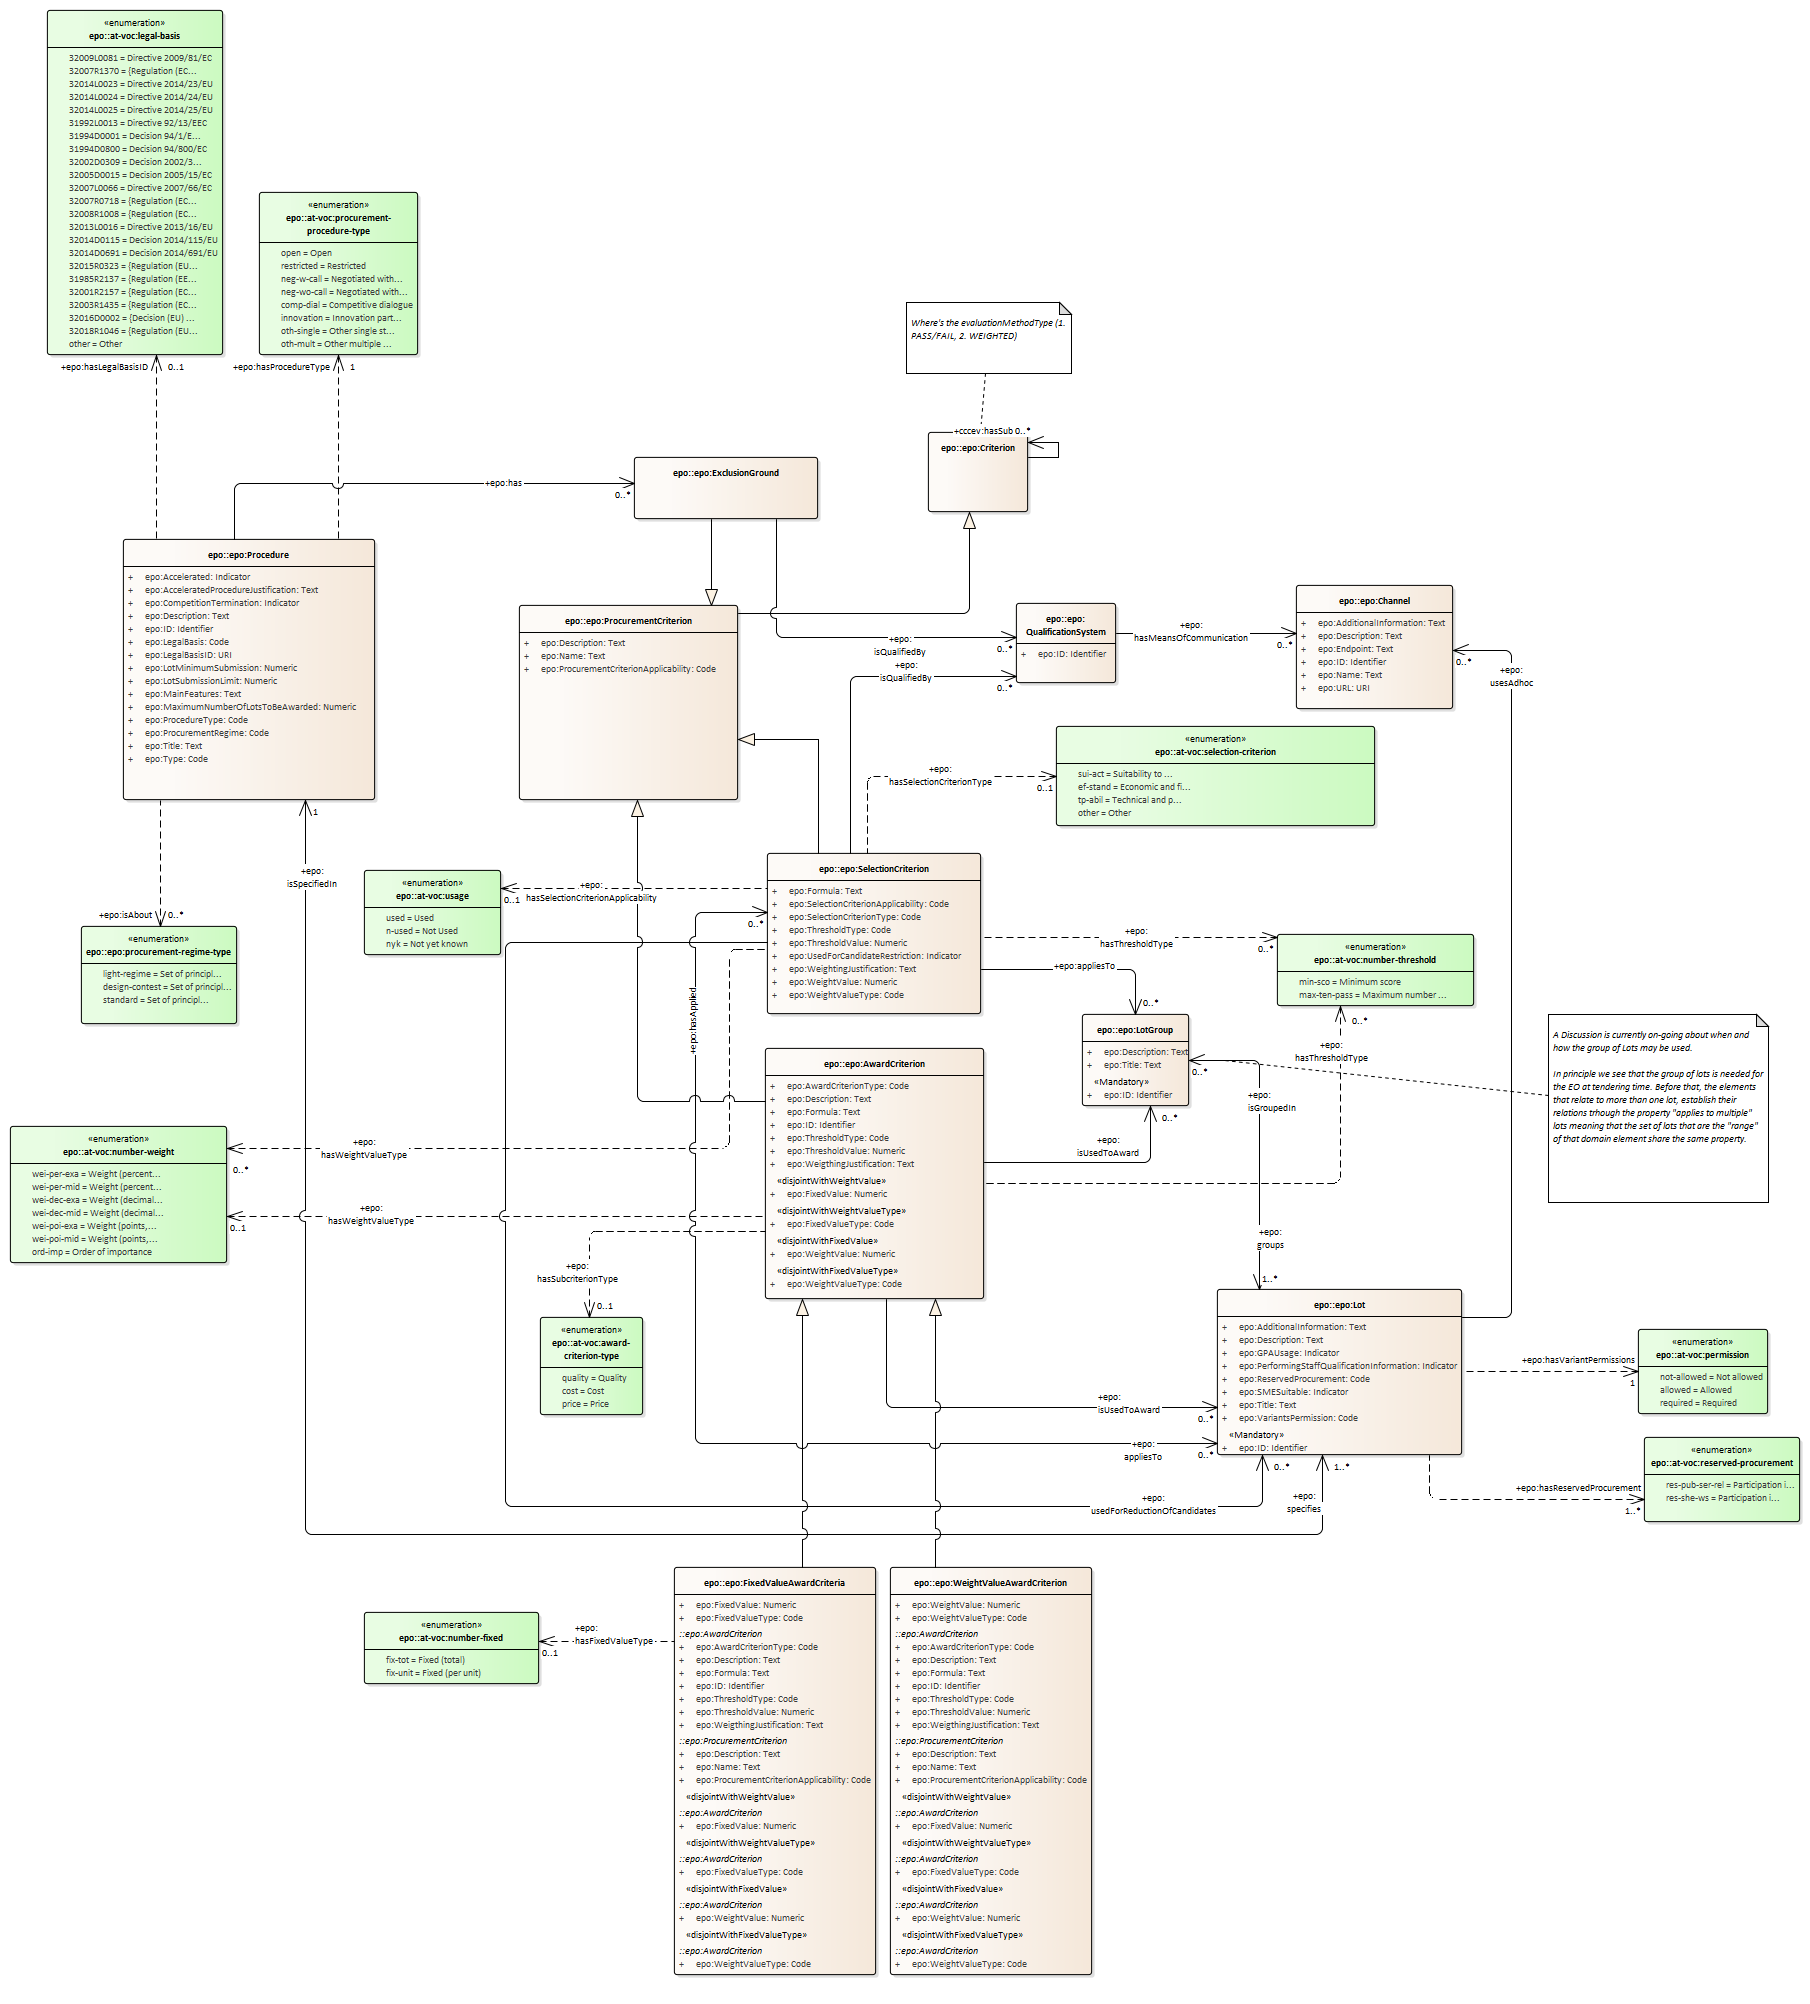 «enumeration»
epo::at-voc:legal-basis
32009L0081 = Directive 2009/81/EC
32007R1370 = {Regulation (EC...
32014L0023 = Directive 2014/23/EU
32014L0024 = Directive 2014/24/EU
32014L0025 = Directive 2014/25/EU
31992L0013 = Directive 92/13/EEC
31994D0001 = Decision 94/1/E...
31994D0800 = Decision 94/800/EC
32002D0309 = Decision 2002/3...
32005D0015 = Decision 2005/15/EC
32007L0066 = Directive 2007/66/EC
32007R0718 = {Regulation (EC...
32008R1008 = {Regulation (EC...
32013L0016 = Directive 2013/16/EU
32014D0115 = Decision 2014/115/EU
32014D0691 = Decision 2014/691/EU
32015R0323 = {Regulation (EU...
31985R2137 = {Regulation (EE...
32001R2157 = {Regulation (EC...
32003R1435 = {Regulation (EC...
32016D0002 = {Decision (EU) ...
32018R1046 = {Regulation (EU...
other = Other
«enumeration»
epo::at-voc:procurement-
procedure-type
open = Open
restricted = Restricted
neg-w-call = Negotiated with...
neg-wo-call = Negotiated with...
comp-dial = Competitive dialogue
innovation = Innovation part...
oth-single = Other single st...
oth-mult = Other multiple ...
+epo:hasLegalBasisID 0..1
+epo:hasProcedureType 1
Where's the evaluationMethodType (1.
PASS/FAIL, 2. WEIGHTED)
+cccev:hasSub 0..*
epo::epo:Criterion
epo::epo:ExclusionGround
+epo:has
0..*
epo::epo:Procedure
+ epo:Accelerated: Indicator
+ epo:AcceleratedProcedureJustification: Text
+ epo:CompetitionTermination: Indicator
+ epo:Description: Text
+ epo:ID: Identifier
+ epo:LegalBasis: Code
+ epo:LegalBasisID: URI
+ epo:LotMinimumSubmission: Numeric
+ epo:LotSubmissionLimit: Numeric
+ epo:MainFeatures: Text
+ epo:MaximumNumberOfLotsToBeAwarded: Numeric
+ epo:ProcedureType: Code
+ epo:ProcurementRegime: Code
+ epo:Title: Text
+ epo:Type: Code
epo::epo:ProcurementCriterion
+ epo:Description: Text
+ epo:Name: Text
+ epo:ProcurementCriterionApplicability: Code
epo::epo:
QualificationSystem
+ epo:ID: Identifier
+epo:
isQualifiedBy
0..*
+epo:
isQualifiedBy
0..*
+epo:
hasMeansOfCommunication
0..*
epo::epo:Channel
+ epo:AdditionalInformation: Text
+ epo:Description: Text
+ epo:Endpoint: Text
+ epo:ID: Identifier
+ epo:Name: Text
+ epo:URL: URI
0..*
+epo:
usesAdhoc
«enumeration»
epo::at-voc:selection-criterion
sui-act = Suitability to ...
ef-stand = Economic and fi...
tp-abil = Technical and p...
other = Other
+epo:
hasSelectionCriterionType
0..1
1
+epo:
isSpecifiedIn
+epo:isAbout 0..*
«enumeration»
epo::epo:procurement-regime-type
light-regime = Set of principl...
design-contest = Set of principl...
standard = Set of principl...
«enumeration»
epo::at-voc:usage
used = Used
n-used = Not Used
nyk = Not yet known
+epo:
hasSelectionCriterionApplicability
0..1
epo::epo:SelectionCriterion
+ epo:Formula: Text
+ epo:SelectionCriterionApplicability: Code
+ epo:SelectionCriterionType: Code
+ epo:ThresholdType: Code
+ epo:ThresholdValue: Numeric
+ epo:UsedForCandidateRestriction: Indicator
+ epo:WeightingJustification: Text
+ epo:WeightValue: Numeric
+ epo:WeightValueType: Code
0..*
+epo:hasApplied
+epo:
hasThresholdType
0..*
«enumeration»
epo::at-voc:number-threshold
min-sco = Minimum score
max-ten-pass = Maximum number ...
+epo:appliesTo
0..*
0..*
+epo:
hasThresholdType
epo::epo:LotGroup
+ epo:Description: Text
+ epo:Title: Text
«Mandatory»
+ epo:ID: Identifier
0..*
0..*
+epo:
isGroupedIn
A Discussion is currently on-going about when and
how the group of Lots may be used.
In principle we see that the group of lots is needed for
the EO at tendering time. Before that, the elements
that relate to more than one lot, establish their
relations trhough the property "applies to multiple"
lots meaning that the set of lots that are the "range"
of that domain element share the same property.
epo::epo:AwardCriterion
+ epo:AwardCriterionType: Code
+ epo:Description: Text
+ epo:Formula: Text
+ epo:ID: Identifier
+ epo:ThresholdType: Code
+ epo:ThresholdValue: Numeric
+ epo:WeigthingJustification: Text
«disjointWithWeightValue»
+ epo:FixedValue: Numeric
«disjointWithWeightValueType»
+ epo:FixedValueType: Code
«disjointWithFixedValue»
+ epo:WeightValue: Numeric
«disjointWithFixedValueType»
+ epo:WeightValueType: Code
+epo:
isUsedToAward
«enumeration»
epo::at-voc:number-weight
wei-per-exa = Weight (percent...
wei-per-mid = Weight (percent...
wei-dec-exa = Weight (decimal...
wei-dec-mid = Weight (decimal...
wei-poi-exa = Weight (points,...
wei-poi-mid = Weight (points,...
ord-imp = Order of importance
+epo:
hasWeightValueType
0..*
+epo:
hasWeightValueType
0..1
+epo:
hasSubcriterionType
0..1
«enumeration»
epo::at-voc:award-
criterion-type
quality = Quality
cost = Cost
price = Price
+epo:
groups
1..*
epo::epo:Lot
+ epo:AdditionalInformation: Text
+ epo:Description: Text
+ epo:GPAUsage: Indicator
+ epo:PerformingStaffQualificationInformation: Indicator
+ epo:ReservedProcurement: Code
+ epo:SMESuitable: Indicator
+ epo:Title: Text
+ epo:VariantsPermission: Code
«Mandatory»
+ epo:ID: Identifier
+epo:hasVariantPermissions
1
«enumeration»
epo::at-voc:permission
not-allowed = Not allowed
allowed = Allowed
required = Required
«enumeration»
epo::at-voc:reserved-procurement
res-pub-ser-rel = Participation i...
res-she-ws = Participation i...
+epo:hasReservedProcurement
1..*
+epo:
isUsedToAward
0..*
+epo:
appliesTo
0..*
0..*
1..*
+epo:
usedForReductionOfCandidates
+epo:
specifies
epo::epo:FixedValueAwardCriteria
+ epo:FixedValue: Numeric
+ epo:FixedValueType: Code
::epo:AwardCriterion
+ epo:AwardCriterionType: Code
+ epo:Description: Text
+ epo:Formula: Text
+ epo:ID: Identifier
+ epo:ThresholdType: Code
+ epo:ThresholdValue: Numeric
+ epo:WeigthingJustification: Text
::epo:ProcurementCriterion
+ epo:Description: Text
+ epo:Name: Text
+ epo:ProcurementCriterionApplicability: Code
«disjointWithWeightValue»
::epo:AwardCriterion
+ epo:FixedValue: Numeric
«disjointWithWeightValueType»
::epo:AwardCriterion
+ epo:FixedValueType: Code
«disjointWithFixedValue»
::epo:AwardCriterion
+ epo:WeightValue: Numeric
«disjointWithFixedValueType»
::epo:AwardCriterion
+ epo:WeightValueType: Code
epo::epo:WeightValueAwardCriterion
+ epo:WeightValue: Numeric
+ epo:WeightValueType: Code
::epo:AwardCriterion
+ epo:AwardCriterionType: Code
+ epo:Description: Text
+ epo:Formula: Text
+ epo:ID: Identifier
+ epo:ThresholdType: Code
+ epo:ThresholdValue: Numeric
+ epo:WeigthingJustification: Text
::epo:ProcurementCriterion
+ epo:Description: Text
+ epo:Name: Text
+ epo:ProcurementCriterionApplicability: Code
«disjointWithWeightValue»
::epo:AwardCriterion
+ epo:FixedValue: Numeric
«disjointWithWeightValueType»
::epo:AwardCriterion
+ epo:FixedValueType: Code
«disjointWithFixedValue»
::epo:AwardCriterion
+ epo:WeightValue: Numeric
«disjointWithFixedValueType»
::epo:AwardCriterion
+ epo:WeightValueType: Code
«enumeration»
epo::at-voc:number-fixed
fix-tot = Fixed (total)
fix-unit = Fixed (per unit)
+epo:
hasFixedValueType
0..1